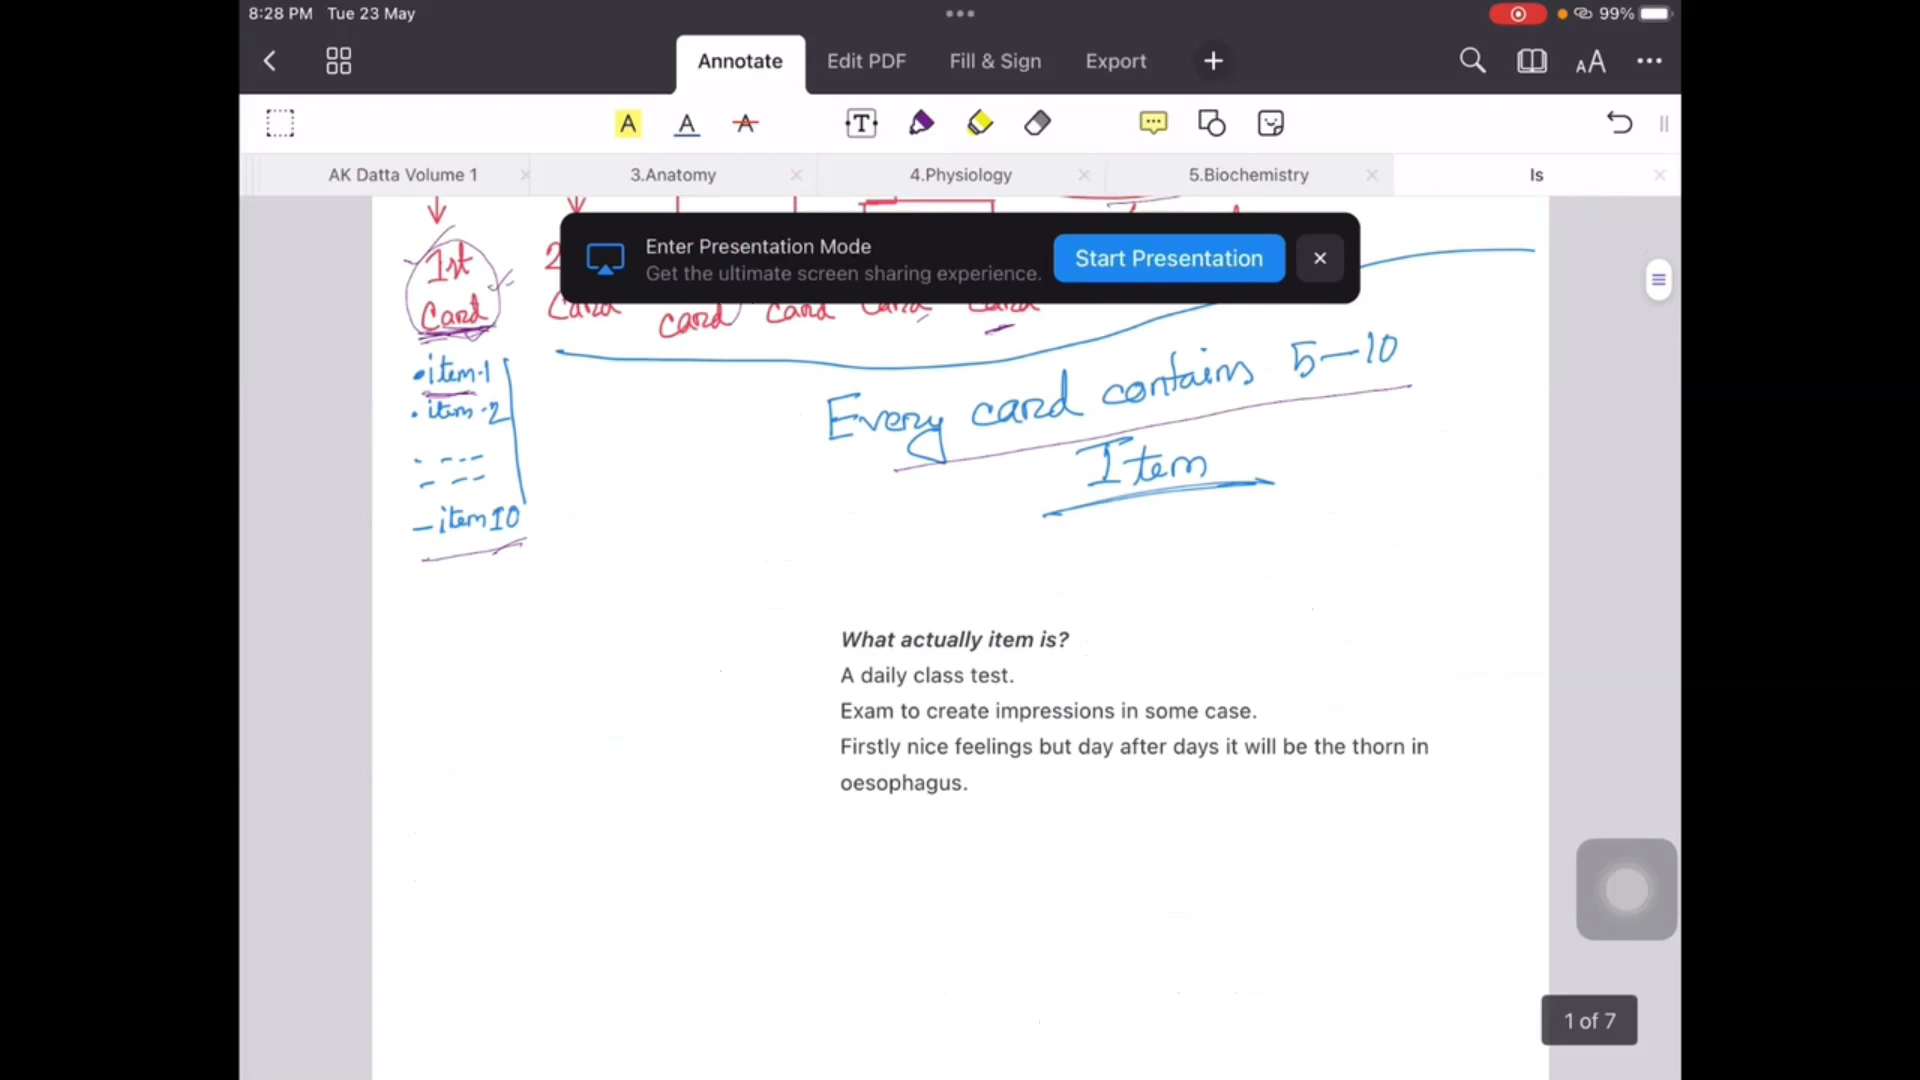 8:28 PM Tue 23 May
99%
Annotate Edit PDF Fill & Sign Export
AK Datta Volume 1 3.Anatomy 4.Physiology 5.Biochemistry Is
Enter Presentation Mode
Get the ultimate screen sharing experience.
Start Presentation
1st
Card
2
Card card Card Card Card
•item-1
• item-2
- item 10
Every card contains 5-10
Item
What actually item is?
A daily class test.
Exam to create impressions in some case.
Firstly nice feelings but day after days it will be the thorn in
oesophagus.
1 of 7